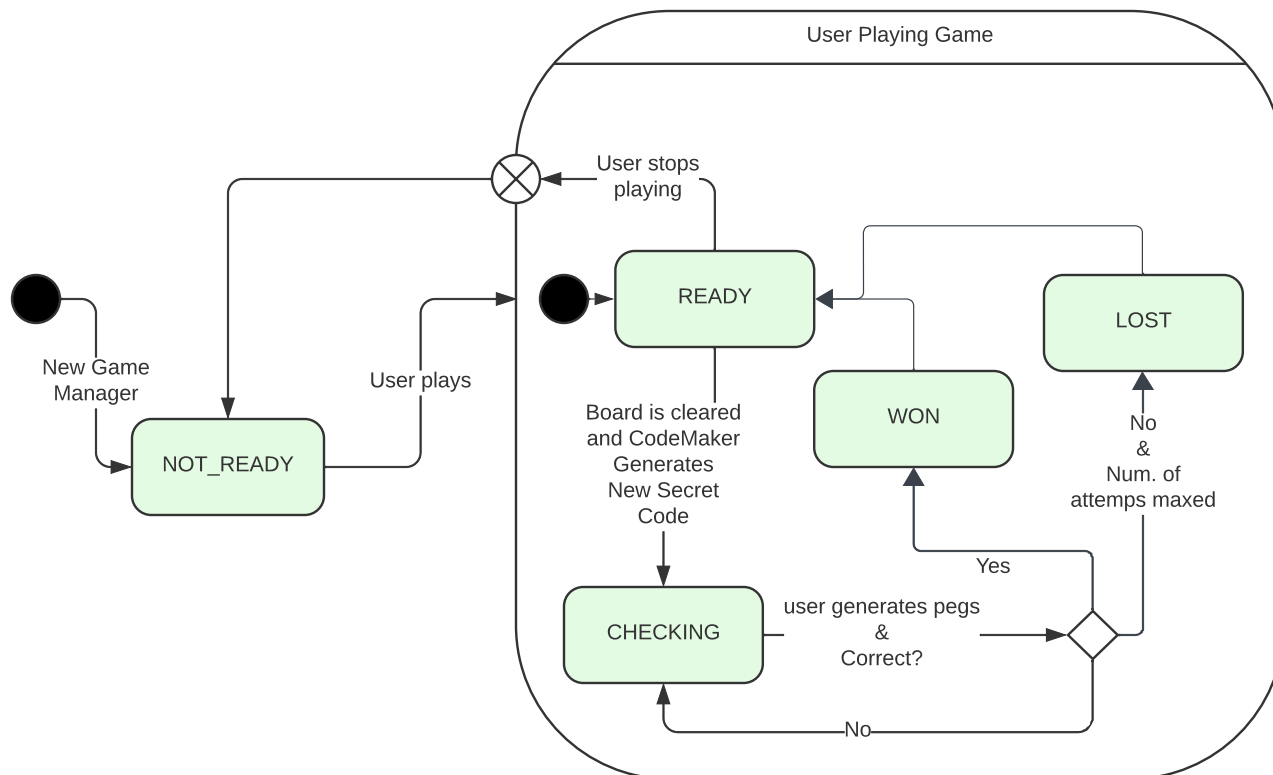 User Playing Game
User stops
playing
READY
LOST
New Game
Manager
User plays
NOT_READY
Board is cleared
and CodeMaker
Generates
New Secret
Code
WON
No
&
Num. of
attemps maxed
Yes
CHECKING
user generates pegs
&
Correct?
No